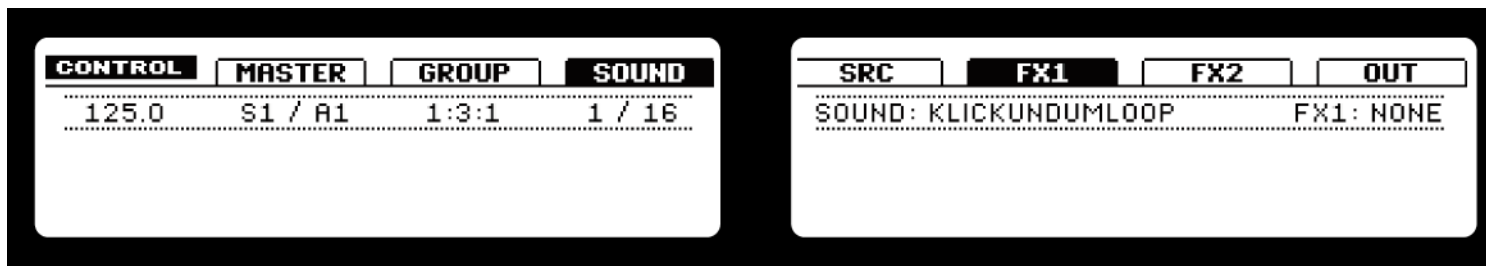 CONTROL MASTER GROUP SOUND
125.0 S1 / A1 1:3:1 1 / 16
SRC FX1 FX2 OUT
SOUND: KLICKUNDUMLOOP FX1: NONE